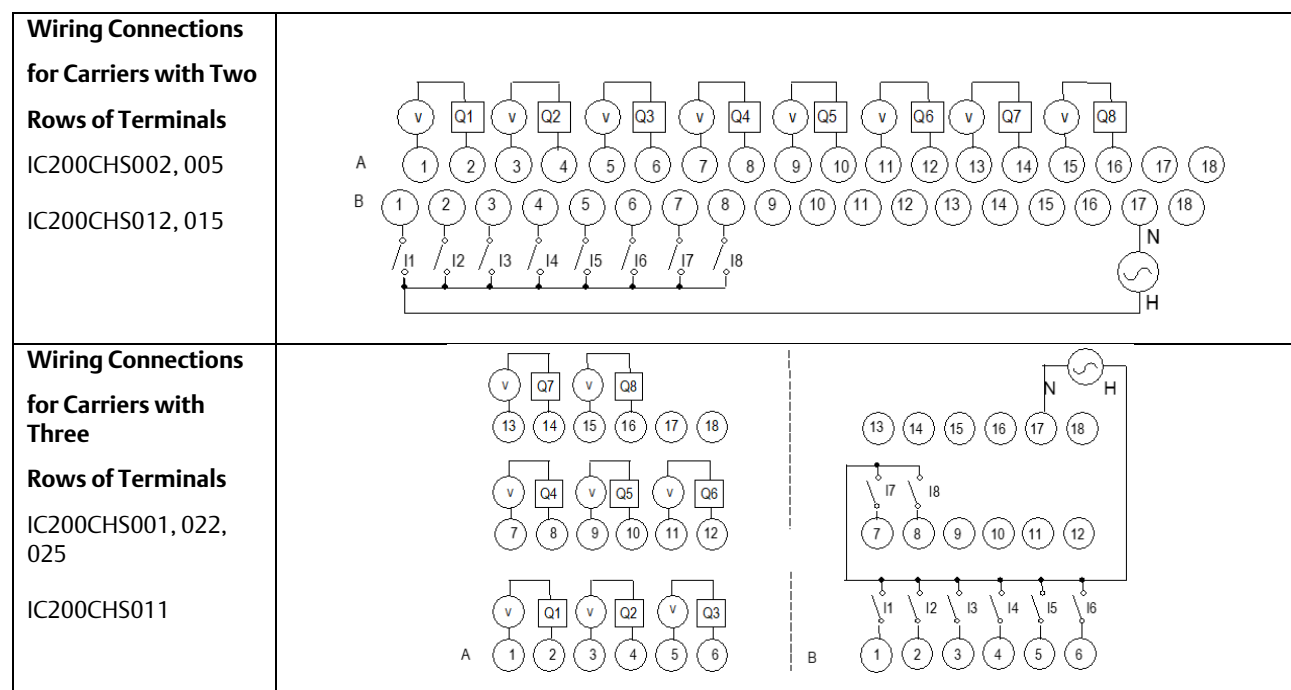 Wiring Connections
for Carriers with Two
Rows of Terminals
IC200CHS002, 005
IC200CHS012, 015
v Q1 v Q2 v Q3 v Q4 v Q5 v Q6 v Q7 v Q8
A 1 2 3 4 5 6 7 8 9 10 11 12 13 14 15 16 17 18
B 1 2 3 4 5 6 7 8 9 10 11 12 13 14 15 16 17 18
N
I1 I2 I3 I4 I5 I6 I7 I8
H
Wiring Connections
for Carriers with
Three
Rows of Terminals
IC200CHS001, 022,
025
IC200CHS011
v Q7 v Q8
13 14 15 16 17 18
v Q4 v Q5 v Q6
7 8 9 10 11 12
v Q1 v Q2 v Q3
A 1 2 3 4 5 6
N H
13 14 15 16 17 18
I7 I8
7 8 9 10 11 12
I1 I2 I3 I4 I5 I6
B 1 2 3 4 5 6